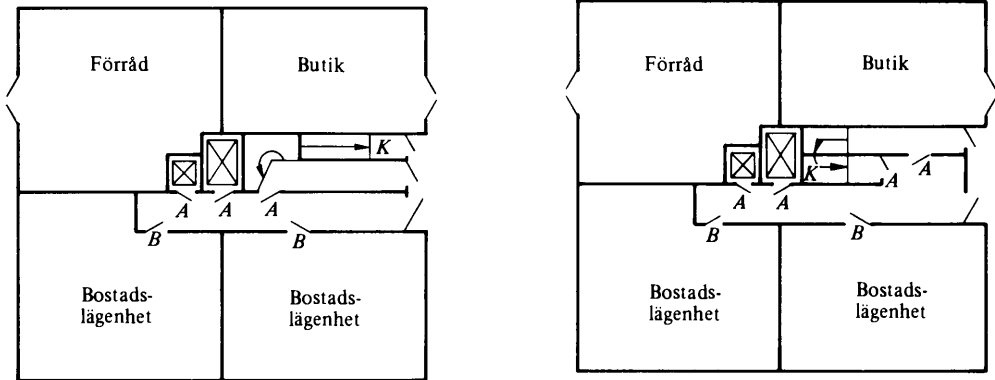 Förråd
Butik
K
A
A
A
B
B
Bostads-
lägenhet
Bostads-
lägenhet
Förråd
Butik
K
A
A
A
A
B
B
Bostads-
lägenhet
Bostads-
lägenhet